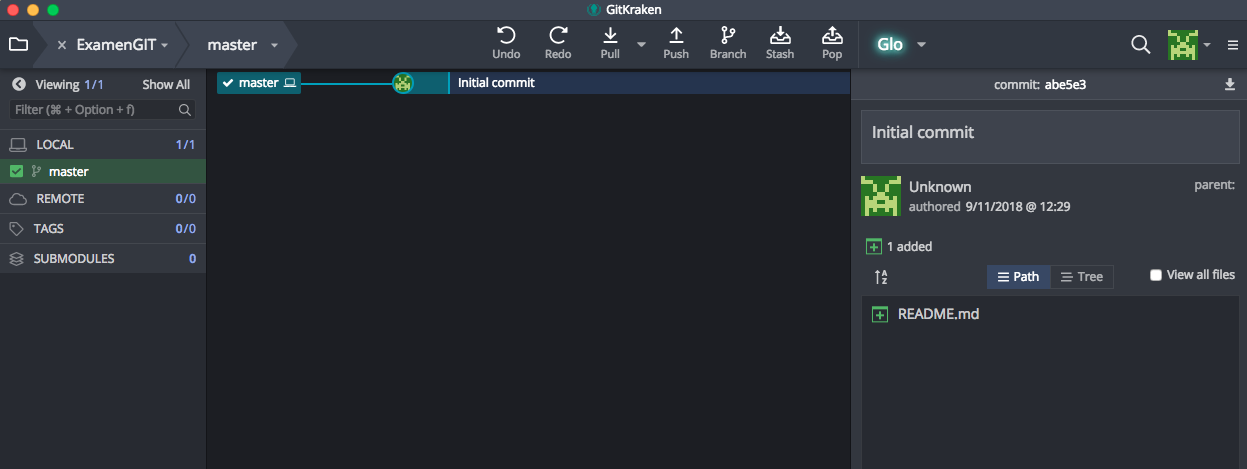 GitKraken
ExamenGIT
master
Undo
Redo
Pull
Push
Branch
Stash
Pop
Glo
Viewing 1/1 Show All
Filter (⌘ + Option + f)
LOCAL 1/1
master
REMOTE 0/0
TAGS 0/0
SUBMODULES 0
master
Initial commit
commit: abe5e3
Initial commit
Unknown
authored 9/11/2018 @ 12:29
parent:
1 added
A
Z
Path
Tree
View all files
README.md